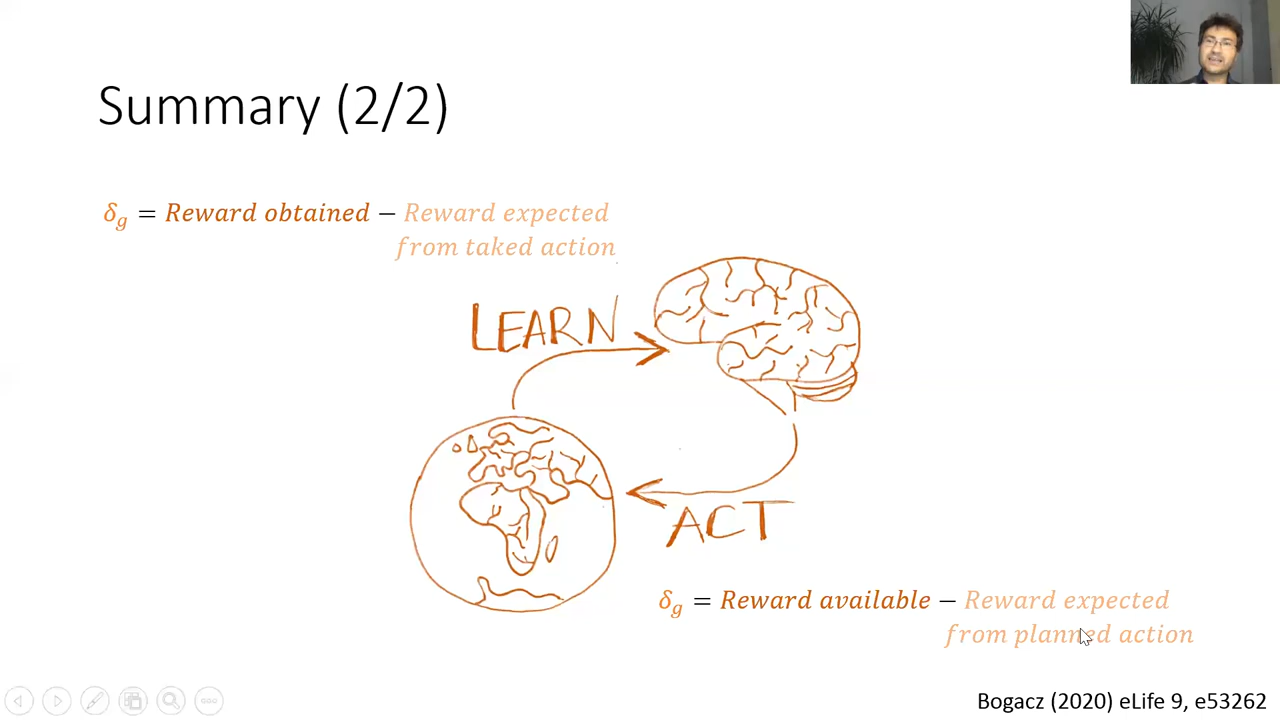 Summary (2/2)
δg = Reward obtained − Reward expected
from taked action
LEARN
ACT
δg = Reward available − Reward expected
from planned action
Bogacz (2020) eLife 9, e53262